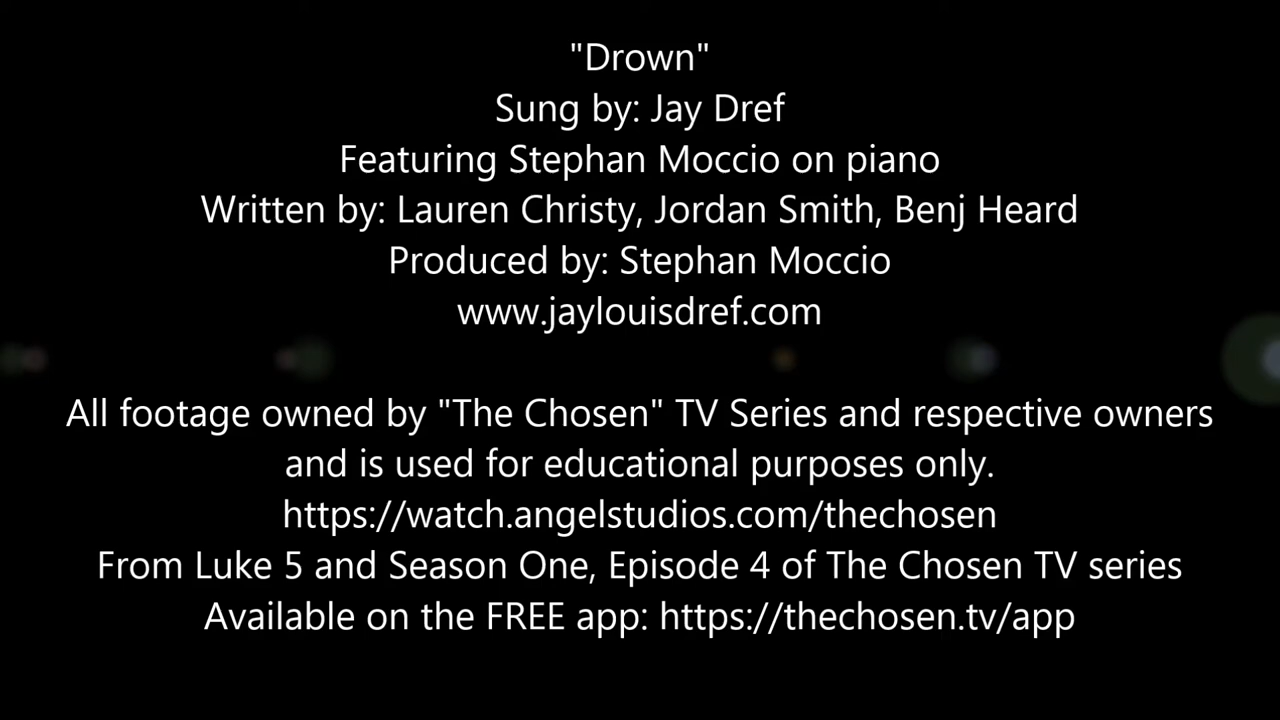 "Drown"
Sung by: Jay Dref
Featuring Stephan Moccio on piano
Written by: Lauren Christy, Jordan Smith, Benj Heard
Produced by: Stephan Moccio
www.jaylouisdref.com
All footage owned by "The Chosen" TV Series and respective owners
and is used for educational purposes only.
https://watch.angelstudios.com/thechosen
From Luke 5 and Season One, Episode 4 of The Chosen TV series
Available on the FREE app: https://thechosen.tv/app